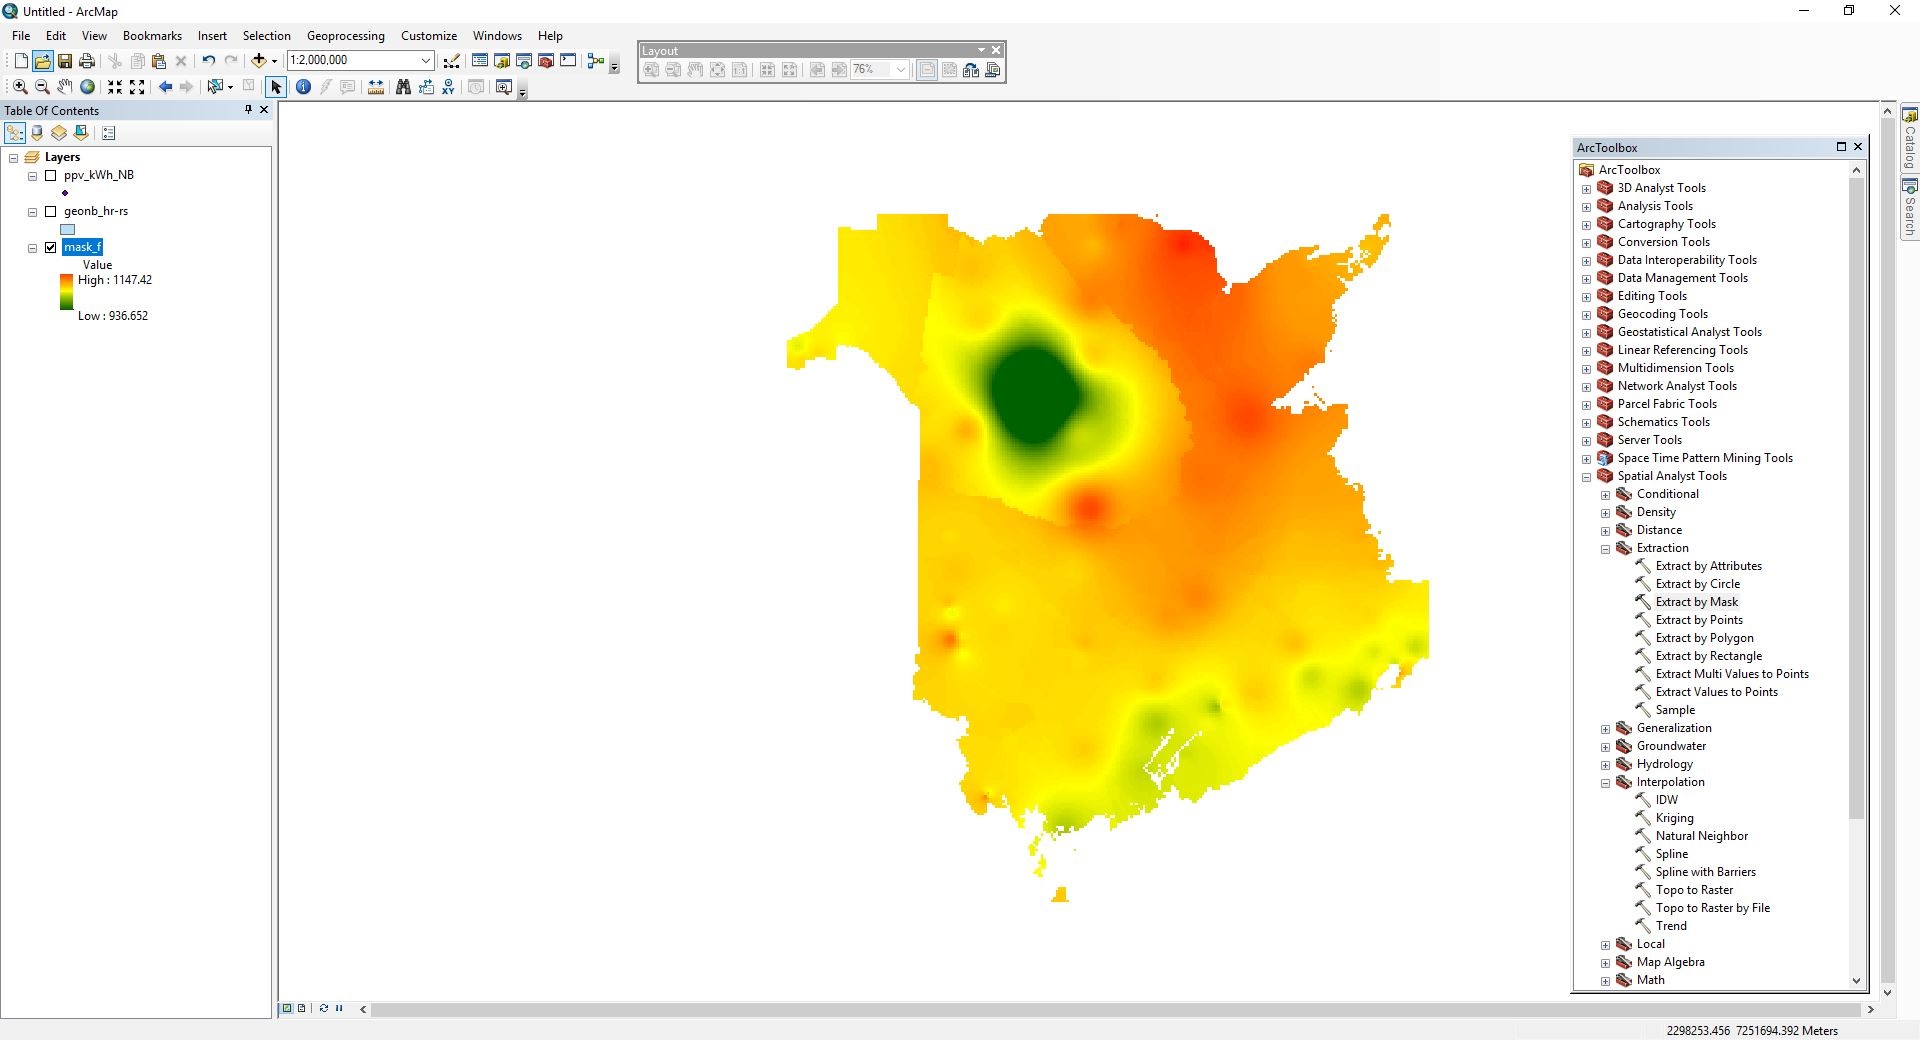 Untitled - ArcMap
File Edit View Bookmarks Insert Selection Geoprocessing Customize Windows Help
Layout
1:2,000,000
76%
Table Of Contents
Layers
ppv_kWh_NB
geonb_hr-rs
mask_f
Value
High : 1147.42
Low : 936.652
ArcToolbox
ArcToolbox
3D Analyst Tools
Analysis Tools
Cartography Tools
Conversion Tools
Data Interoperability Tools
Data Management Tools
Editing Tools
Geocoding Tools
Geostatistical Analyst Tools
Linear Referencing Tools
Multidimension Tools
Network Analyst Tools
Parcel Fabric Tools
Schematics Tools
Server Tools
Space Time Pattern Mining Tools
Spatial Analyst Tools
Conditional
Density
Distance
Extraction
Extract by Attributes
Extract by Circle
Extract by Mask
Extract by Points
Extract by Polygon
Extract by Rectangle
Extract Multi Values to Points
Extract Values to Points
Sample
Generalization
Groundwater
Hydrology
Interpolation
IDW
Kriging
Natural Neighbor
Spline
Spline with Barriers
Topo to Raster
Topo to Raster by File
Trend
Local
Map Algebra
Math
Catalog
Search
2298253.456 7251694.392 Meters